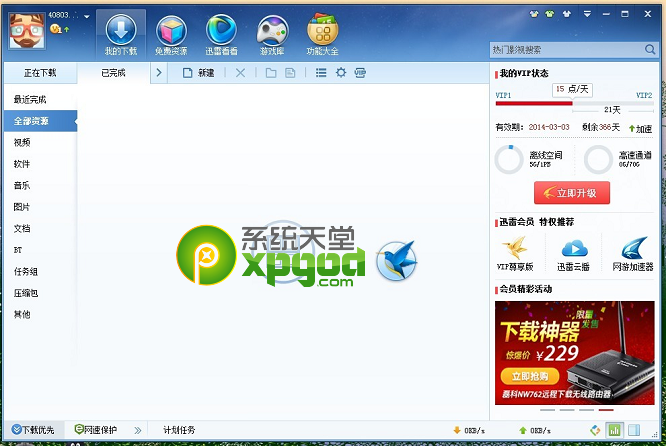 40803...
1
我的下载
免费资源
迅雷看看
游戏库
功能大全
热门影视搜索
正在下载
已完成
新建
最近完成
全部资源
视频
软件
音乐
图片
文档
BT
任务组
压缩包
其他
系统天堂
xpgod
.com
我的VIP状态
15 点/天
VIP1
VIP2
21天
有效期: 2014-03-03
剩余366天
加速
离线空间
5G/1PB
高速通道
0G/70G
立即升级
迅雷会员 特权推荐
VIP尊享版
迅雷云播
网游加速器
会员精彩活动
下载神器
限量
发售
惊爆价 ¥229
立即抢购
磊科NW762远程下载无线路由器
下载优先
网速保护
计划任务
0KB/s
0KB/s